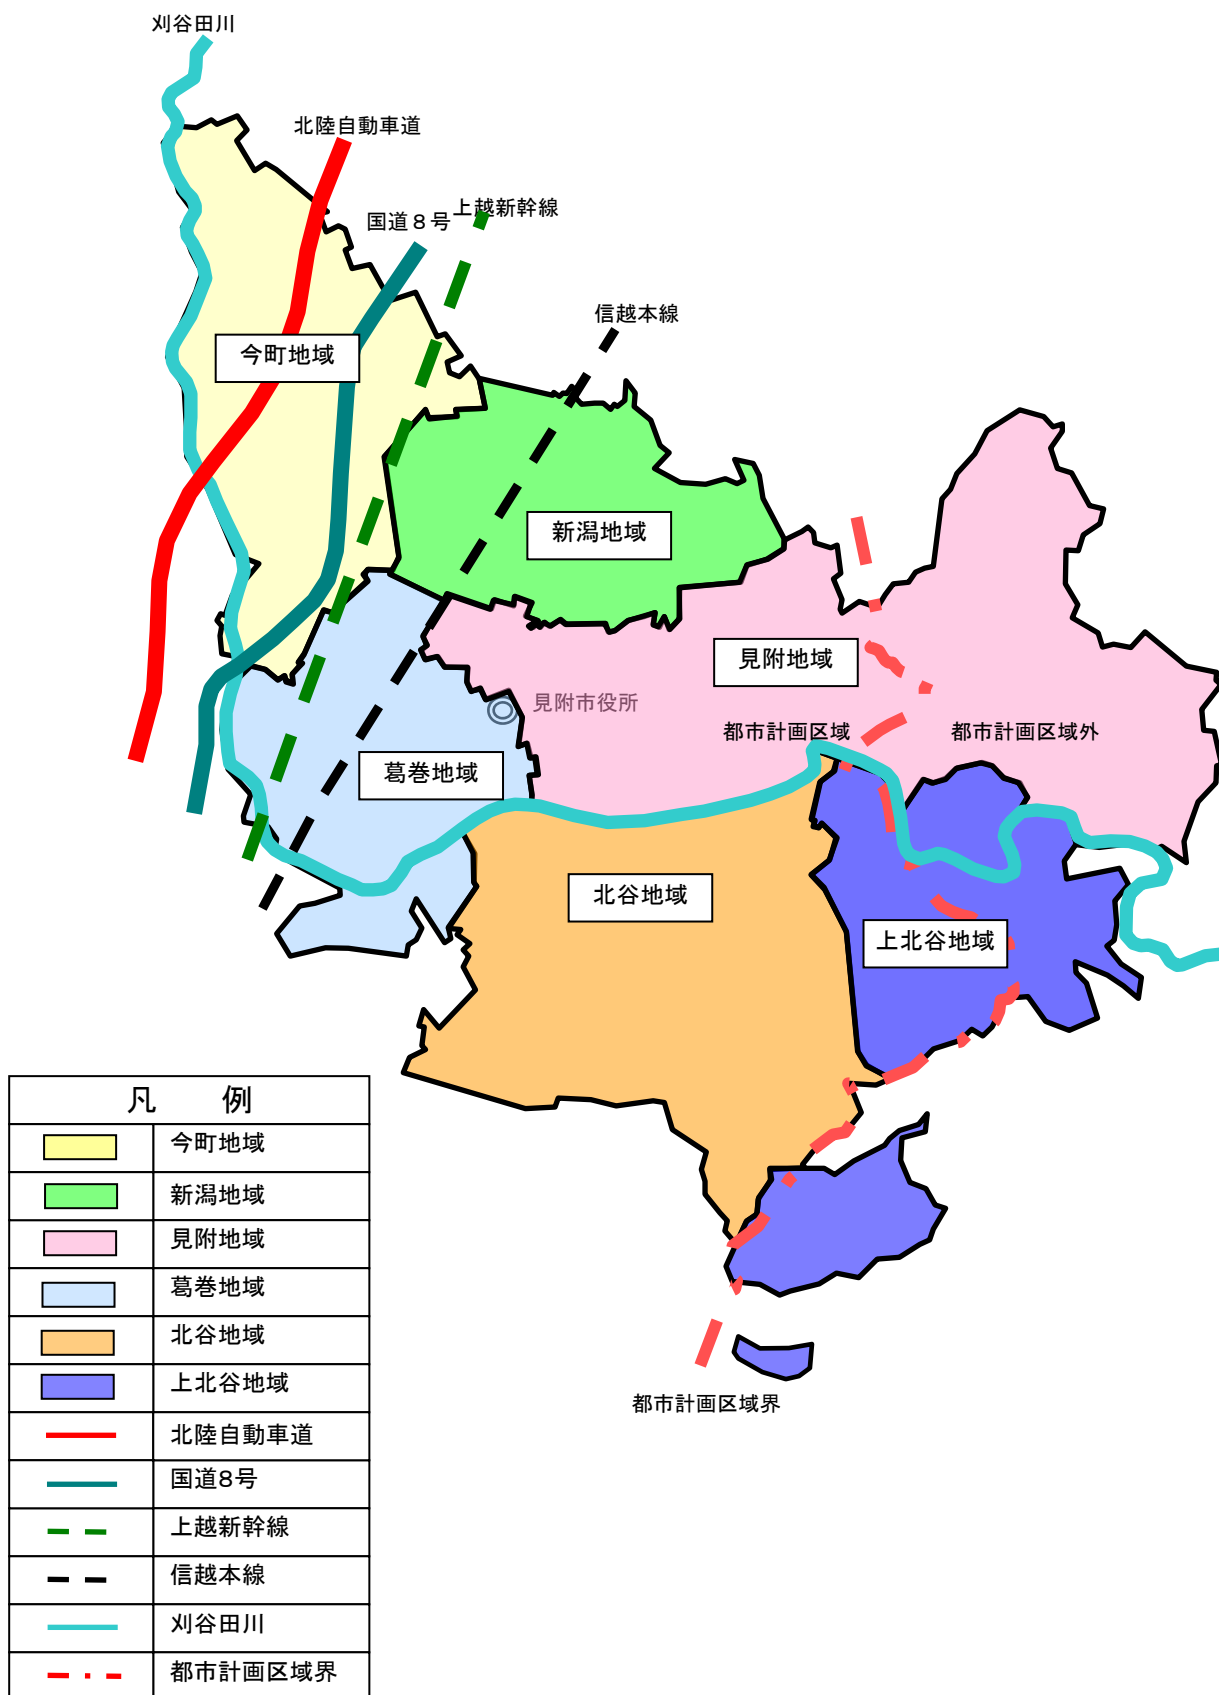 刈谷田川
北陸自動車道
上越新幹線
国道８号
信越本線
今町地域
新潟地域
見附地域
見附市役所
都市計画区域
都市計画区域外
葛巻地域
北谷地域
上北谷地域
都市計画区域界
凡　例
今町地域
新潟地域
見附地域
葛巻地域
北谷地域
上北谷地域
北陸自動車道
国道8号
上越新幹線
信越本線
刈谷田川
都市計画区域界